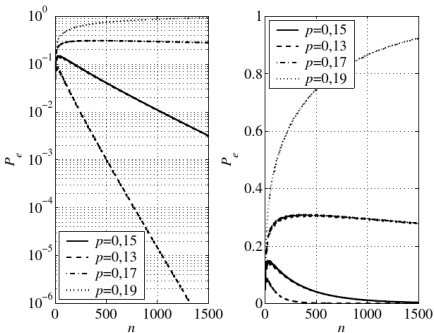 10^0
10^-1
10^-2
10^-3
10^-4
10^-5
10^-6
P_e
p=0,15
p=0,13
p=0,17
p=0,19
0 500 1000 1500
n
1
0.8
0.6
0.4
0.2
0
P_e
p=0,15
p=0,13
p=0,17
p=0,19
0 500 1000 1500
n